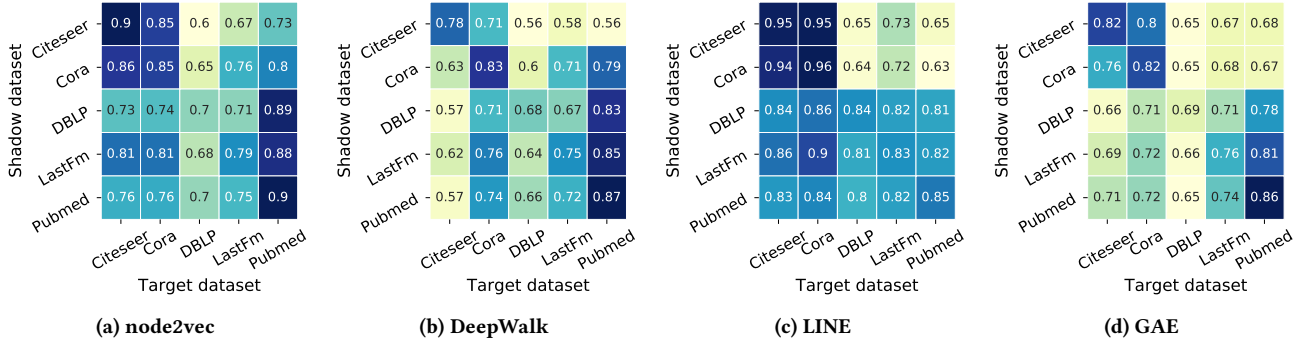 Shadow dataset
Citeseer 0.9 0.85 0.6 0.67 0.73
Cora 0.86 0.85 0.65 0.76 0.8
DBLP 0.73 0.74 0.7 0.71 0.89
LastFm 0.81 0.81 0.68 0.79 0.88
Pubmed 0.76 0.76 0.7 0.75 0.9
Citeseer Cora DBLP LastFm Pubmed
Target dataset
(a) node2vec
Shadow dataset
Citeseer 0.78 0.71 0.56 0.58 0.56
Cora 0.63 0.83 0.6 0.71 0.79
DBLP 0.57 0.71 0.68 0.67 0.83
LastFm 0.62 0.76 0.64 0.75 0.85
Pubmed 0.57 0.74 0.66 0.72 0.87
Citeseer Cora DBLP LastFm Pubmed
Target dataset
(b) DeepWalk
Shadow dataset
Citeseer 0.95 0.95 0.65 0.73 0.65
Cora 0.94 0.96 0.64 0.72 0.63
DBLP 0.84 0.86 0.84 0.82 0.81
LastFm 0.86 0.9 0.81 0.83 0.82
Pubmed 0.83 0.84 0.8 0.82 0.85
Citeseer Cora DBLP LastFm Pubmed
Target dataset
(c) LINE
Shadow dataset
Citeseer 0.82 0.8 0.65 0.67 0.68
Cora 0.76 0.82 0.65 0.68 0.67
DBLP 0.66 0.71 0.69 0.71 0.78
LastFm 0.69 0.72 0.66 0.76 0.81
Pubmed 0.71 0.72 0.65 0.74 0.86
Citeseer Cora DBLP LastFm Pubmed
Target dataset
(d) GAE